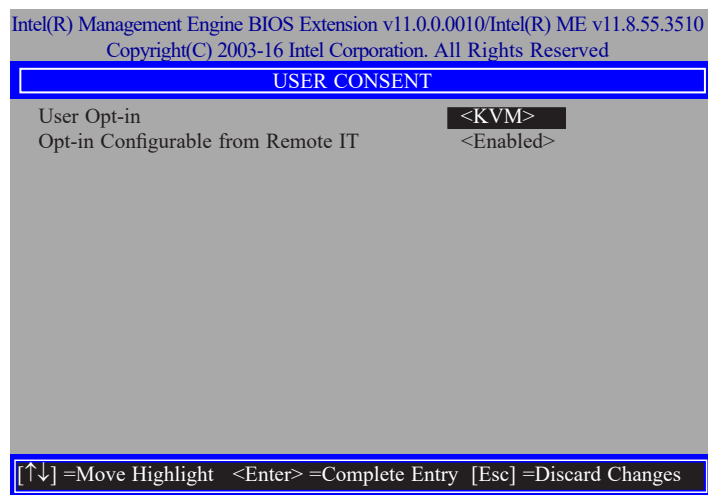 Intel(R) Management Engine BIOS Extension v11.0.0.0010/Intel(R) ME v11.8.55.3510
Copyright(C) 2003-16 Intel Corporation. All Rights Reserved
USER CONSENT
User Opt-in <KVM>
Opt-in Configurable from Remote IT <Enabled>
[↑↓] =Move Highlight <Enter> =Complete Entry [Esc] =Discard Changes